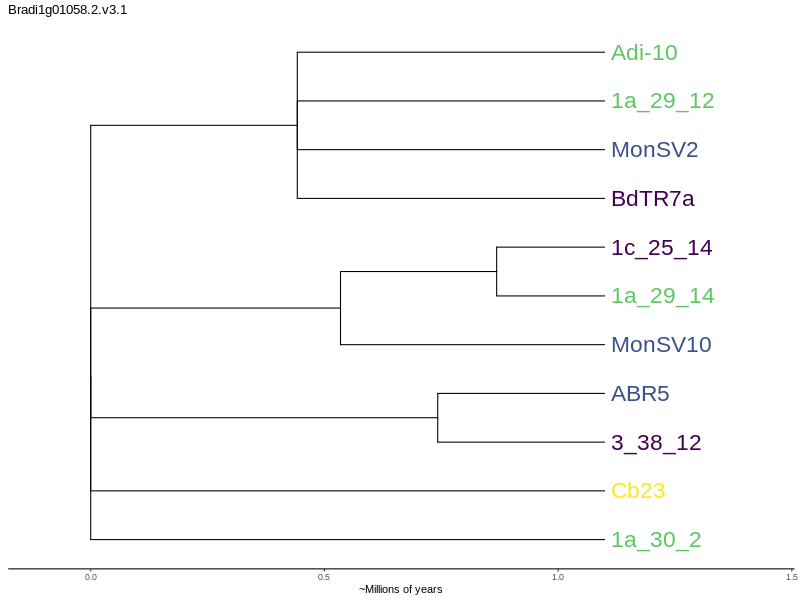 Bradi1g01058.2.v3.1
Adi-10
1a_29_12
MonSV2
BdTR7a
1c_25_14
1a_29_14
MonSV10
ABR5
3_38_12
Cb23
1a_30_2
0.0 0.5 1.0 1.5
~Millions of years